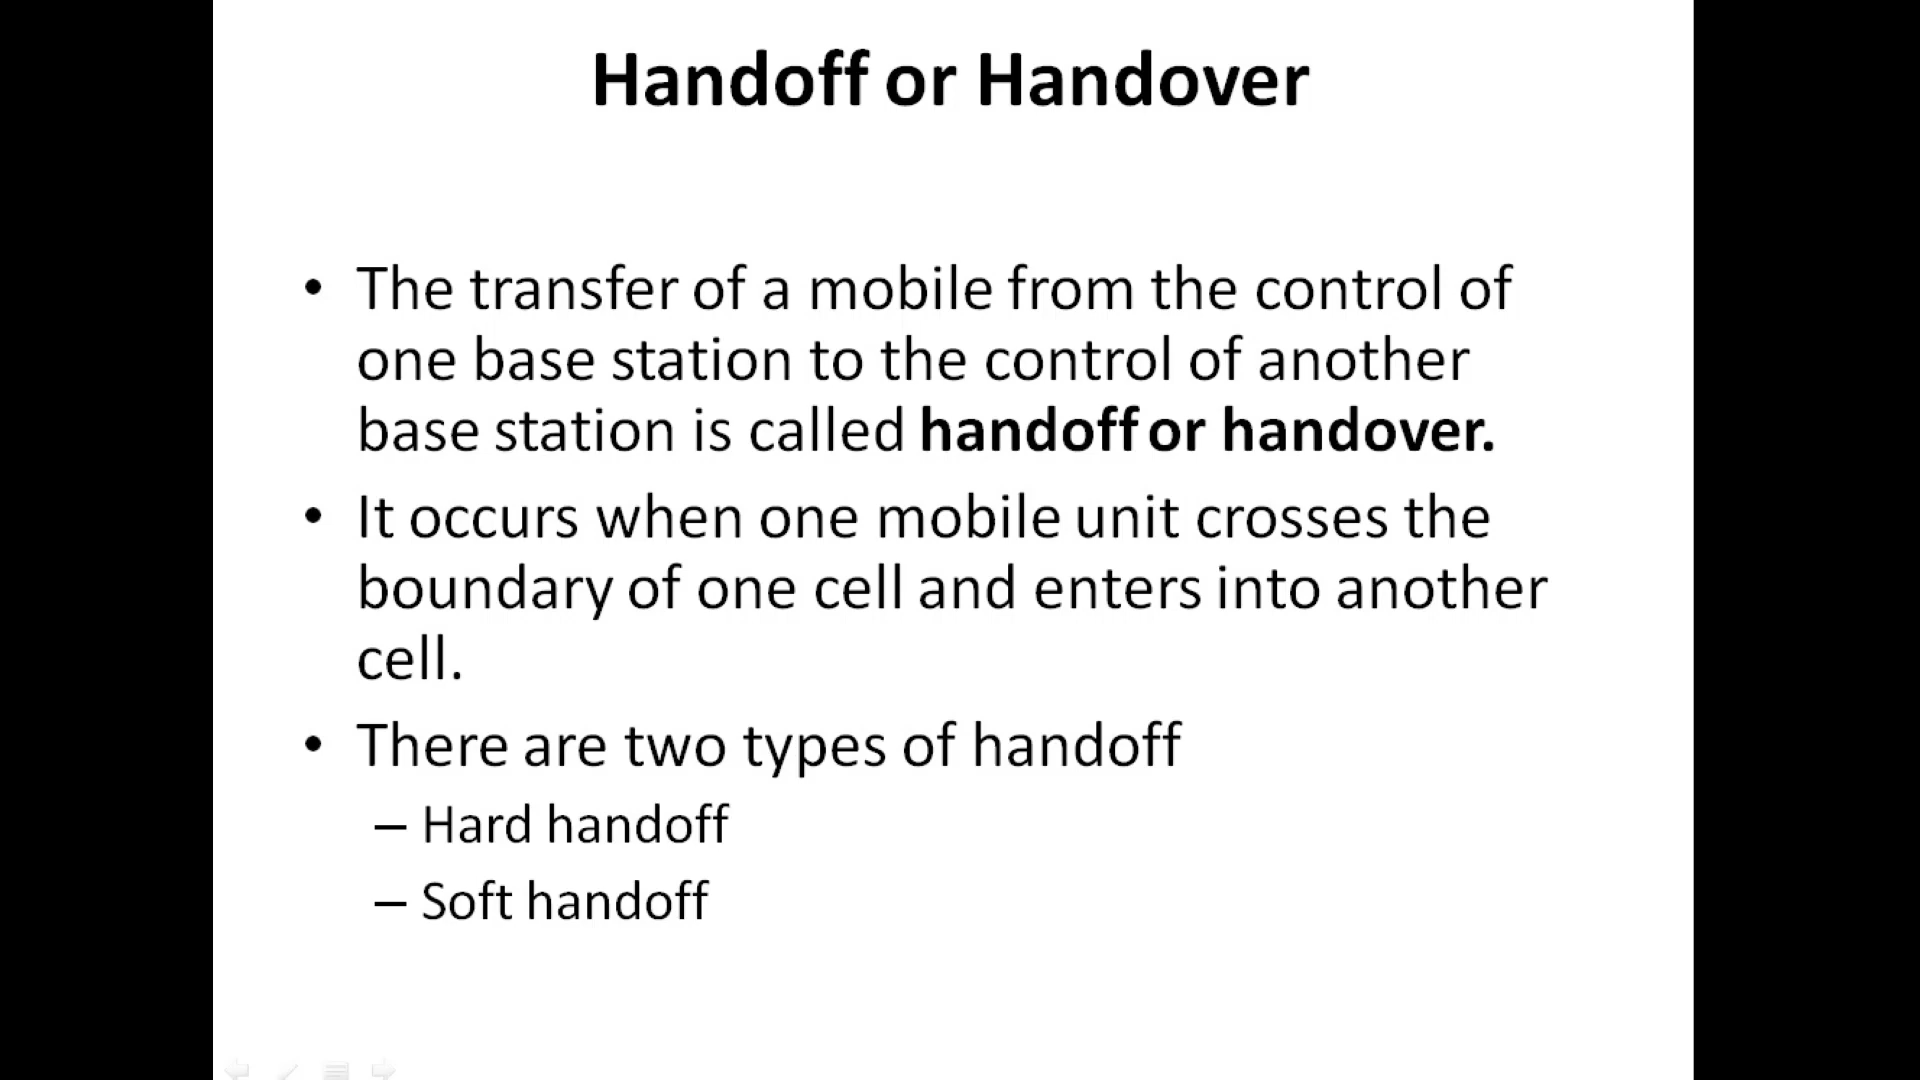 Handoff or Handover
• The transfer of a mobile from the control of
one base station to the control of another
base station is called handoff or handover.
• It occurs when one mobile unit crosses the
boundary of one cell and enters into another
cell.
• There are two types of handoff
– Hard handoff
– Soft handoff